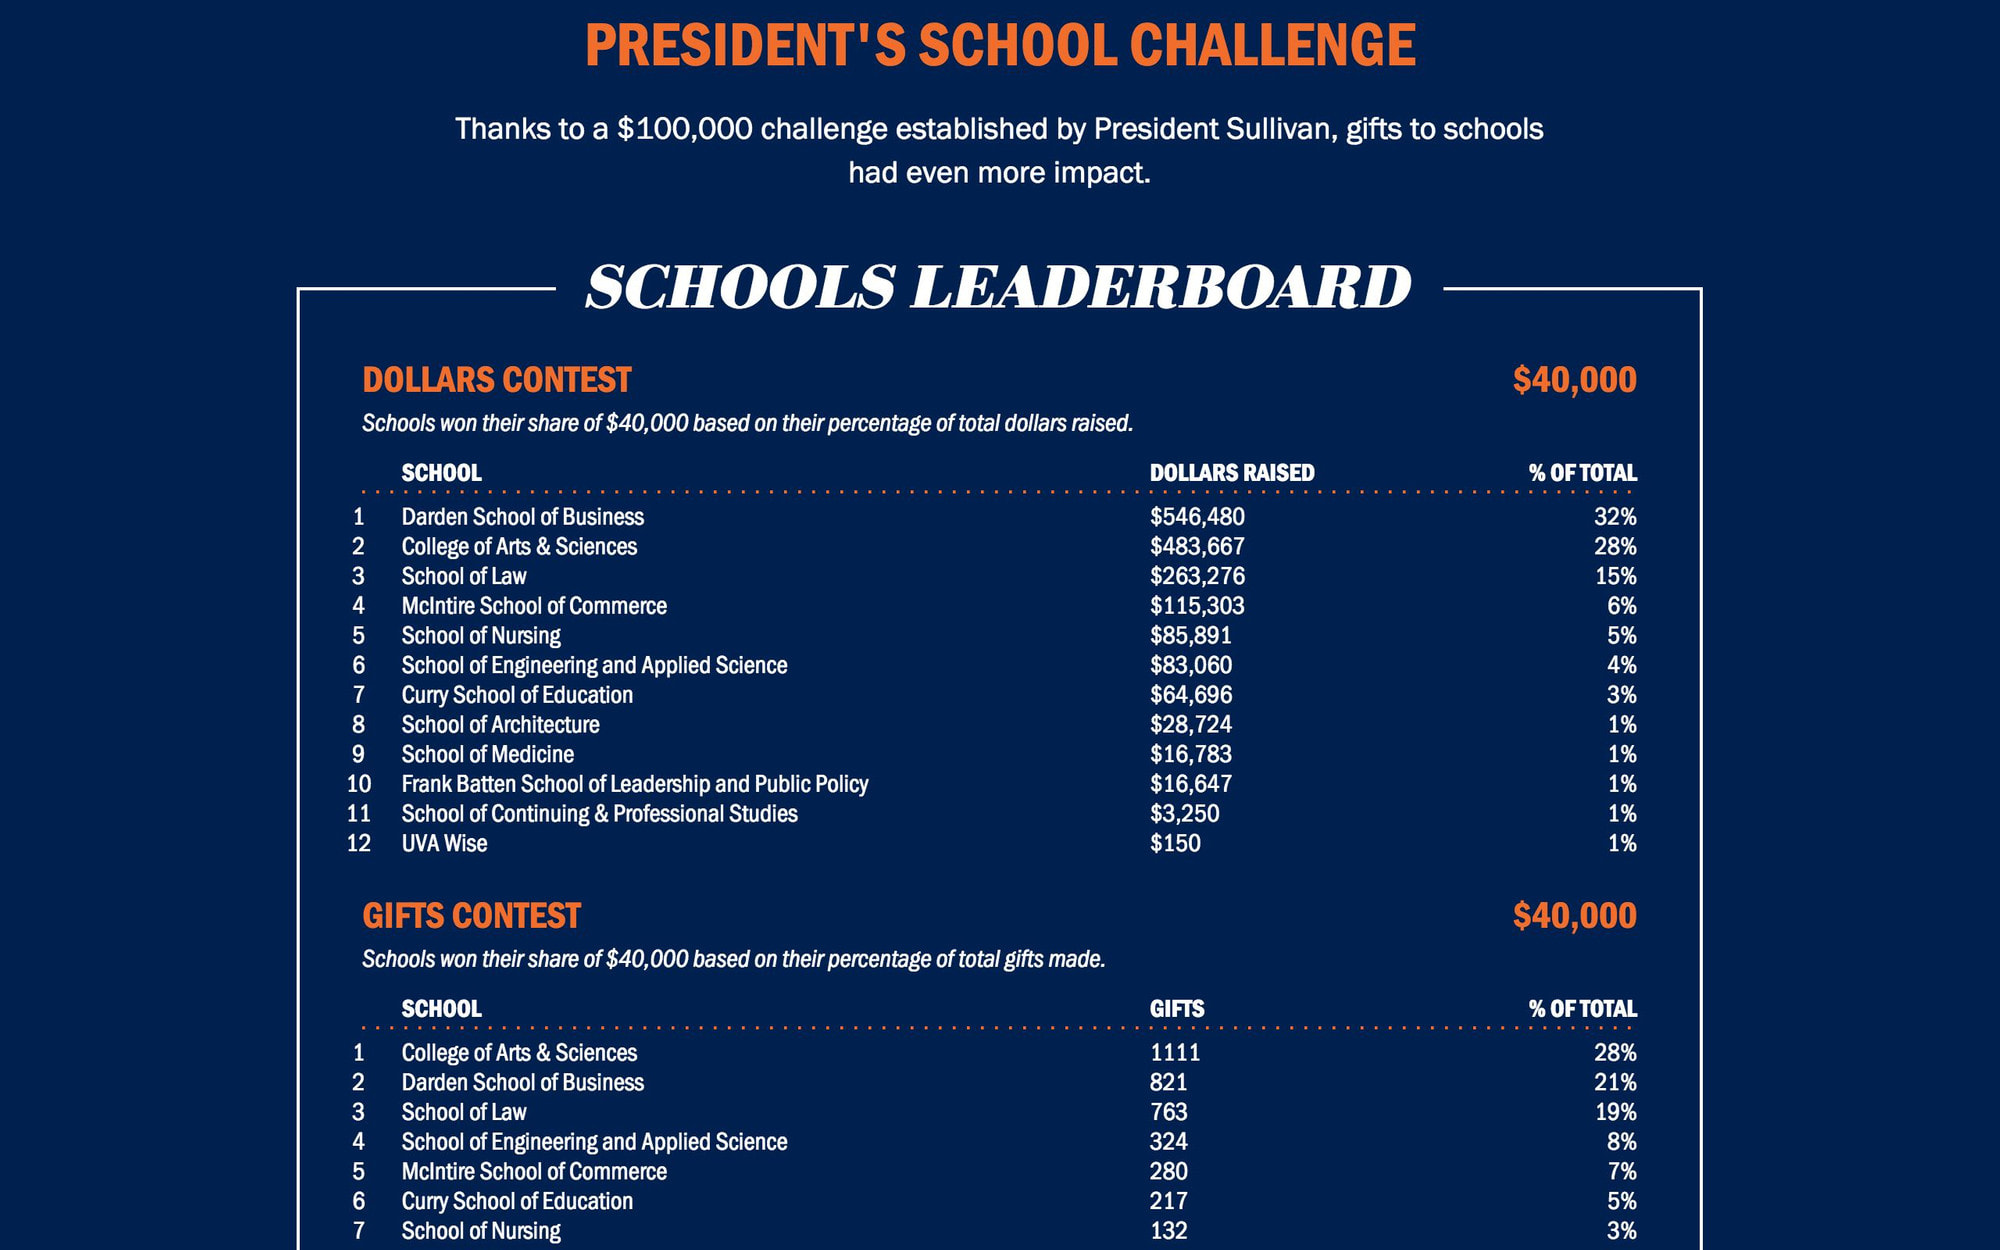 PRESIDENT'S SCHOOL CHALLENGE
Thanks to a $100,000 challenge established by President Sullivan, gifts to schools
had even more impact.
SCHOOLS LEADERBOARD
DOLLARS CONTEST $40,000
Schools won their share of $40,000 based on their percentage of total dollars raised.
SCHOOL DOLLARS RAISED % OF TOTAL
1 Darden School of Business $546,480 32%
2 College of Arts & Sciences $483,667 28%
3 School of Law $263,276 15%
4 McIntire School of Commerce $115,303 6%
5 School of Nursing $85,891 5%
6 School of Engineering and Applied Science $83,060 4%
7 Curry School of Education $64,696 3%
8 School of Architecture $28,724 1%
9 School of Medicine $16,783 1%
10 Frank Batten School of Leadership and Public Policy $16,647 1%
11 School of Continuing & Professional Studies $3,250 1%
12 UVA Wise $150 1%
GIFTS CONTEST $40,000
Schools won their share of $40,000 based on their percentage of total gifts made.
SCHOOL GIFTS % OF TOTAL
1 College of Arts & Sciences 1111 28%
2 Darden School of Business 821 21%
3 School of Law 763 19%
4 School of Engineering and Applied Science 324 8%
5 McIntire School of Commerce 280 7%
6 Curry School of Education 217 5%
7 School of Nursing 132 3%